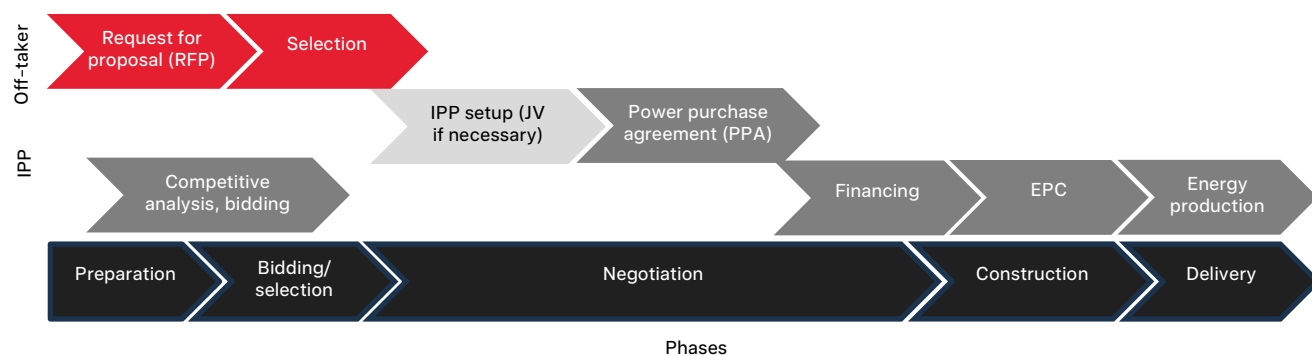 Off-taker
Request for
proposal (RFP)
Selection
IPP setup (JV
if necessary)
Power purchase
agreement (PPA)
IPP
Competitive
analysis, bidding
Financing
EPC
Energy
production
Preparation
Bidding/
selection
Negotiation
Construction
Delivery
Phases